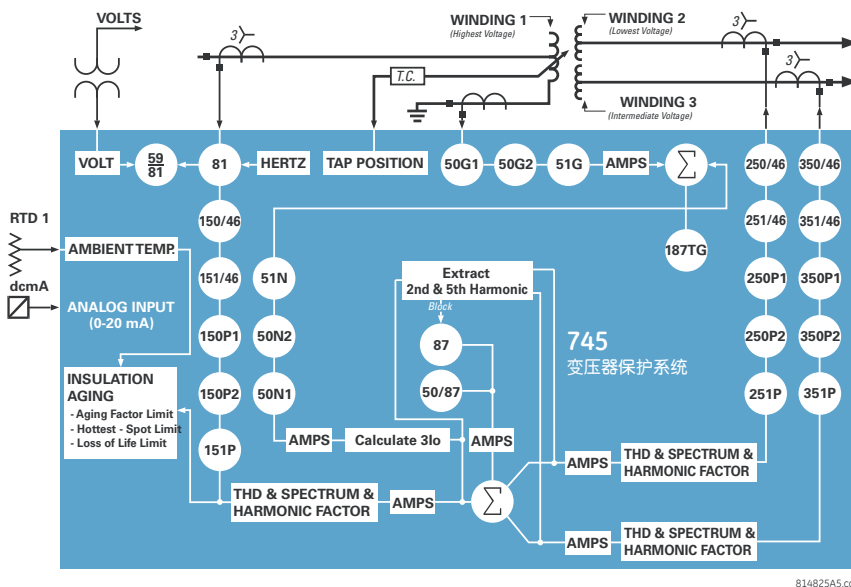 VOLTS
3
WINDING 1
(Highest Voltage)
WINDING 2
(Lowest Voltage)
3
3
T.C.
WINDING 3
(Intermediate Voltage)
VOLT
59
81
81
HERTZ
TAP POSITION
50G1
50G2
51G
AMPS
Σ
250/46
350/46
RTD 1
150/46
251/46
351/46
AMBIENT TEMP.
187TG
dcmA
151/46
51N
Extract
2nd & 5th Harmonic
250P1
350P1
ANALOG INPUT
(0-20 mA)
Block
150P1
50N2
87
745
变压器保护系统
250P2
350P2
INSULATION
AGING
- Aging Factor Limit
- Hottest - Spot Limit
- Loss of Life Limit
150P2
50N1
50/87
251P
351P
151P
AMPS
Calculate 3Io
AMPS
AMPS
THD & SPECTRUM &
HARMONIC FACTOR
THD & SPECTRUM &
HARMONIC FACTOR
AMPS
Σ
AMPS
THD & SPECTRUM &
HARMONIC FACTOR